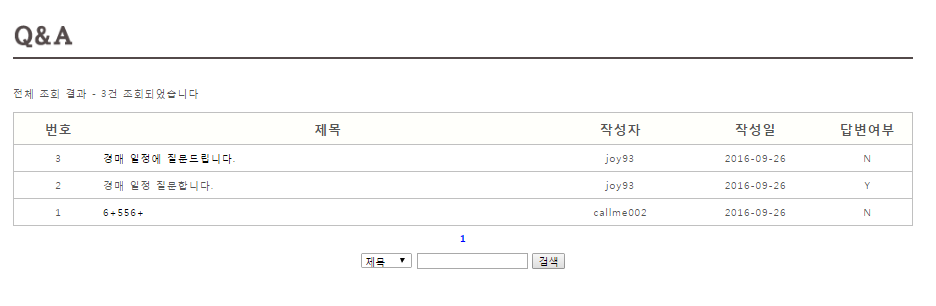 Q&A
전체 조회 결과 - 3건 조회되었습니다
번호 제목 작성자 작성일 답변여부
3 경매 일정에 질문드립니다. joy93 2016-09-26 N
2 경매 일정 질문합니다. joy93 2016-09-26 Y
1 6+556+ callme002 2016-09-26 N
1
제목 검색